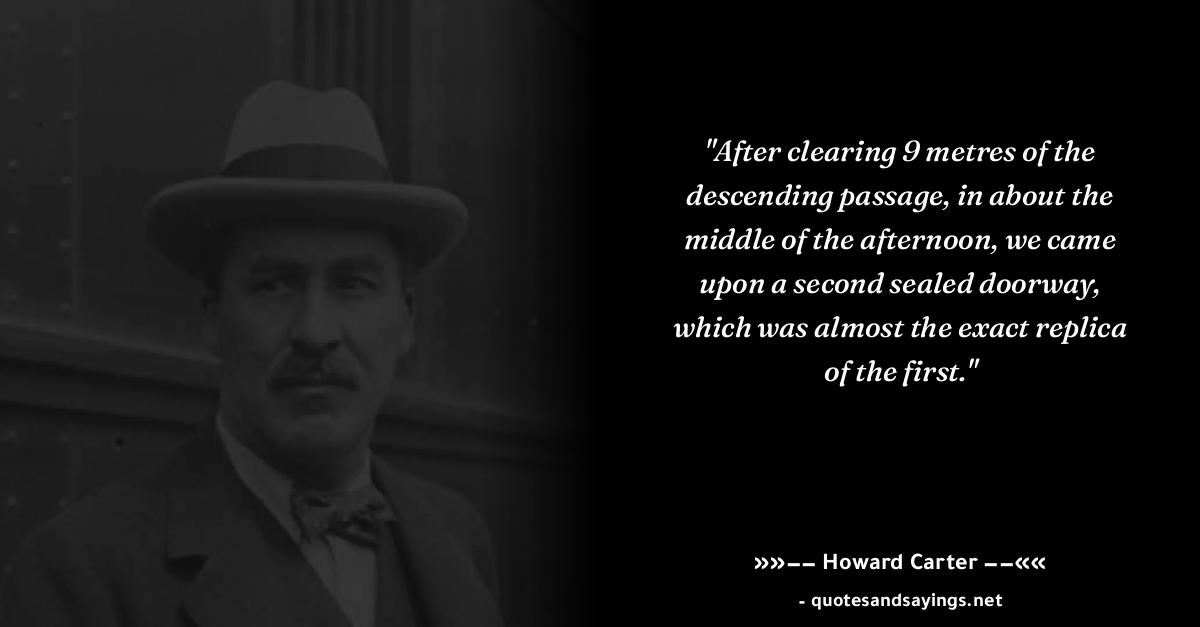 "After clearing 9 metres of the
descending passage, in about the
middle of the afternoon, we came
upon a second sealed doorway,
which was almost the exact replica
of the first."
»»–– Howard Carter ––««
- quotesandsayings.net